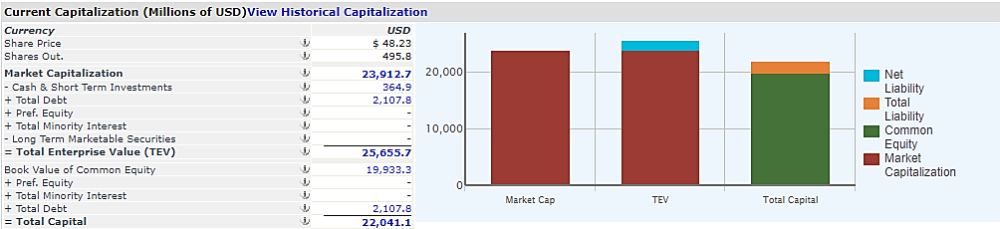 Current Capitalization (Millions of USD)View Historical Capitalization
Currency USD
Share Price $ 48.23
Shares Out. 495.8
Market Capitalization 23,912.7
- Cash & Short Term Investments 364.9
+ Total Debt 2,107.8
+ Pref. Equity -
+ Total Minority Interest -
- Long Term Marketable Securities -
= Total Enterprise Value (TEV) 25,655.7
Book Value of Common Equity 19,933.3
+ Pref. Equity -
+ Total Minority Interest -
+ Total Debt 2,107.8
= Total Capital 22,041.1
20,000
10,000
0
Market Cap TEV Total Capital
Net
Liability
Total
Liability
Common
Equity
Market
Capitalization